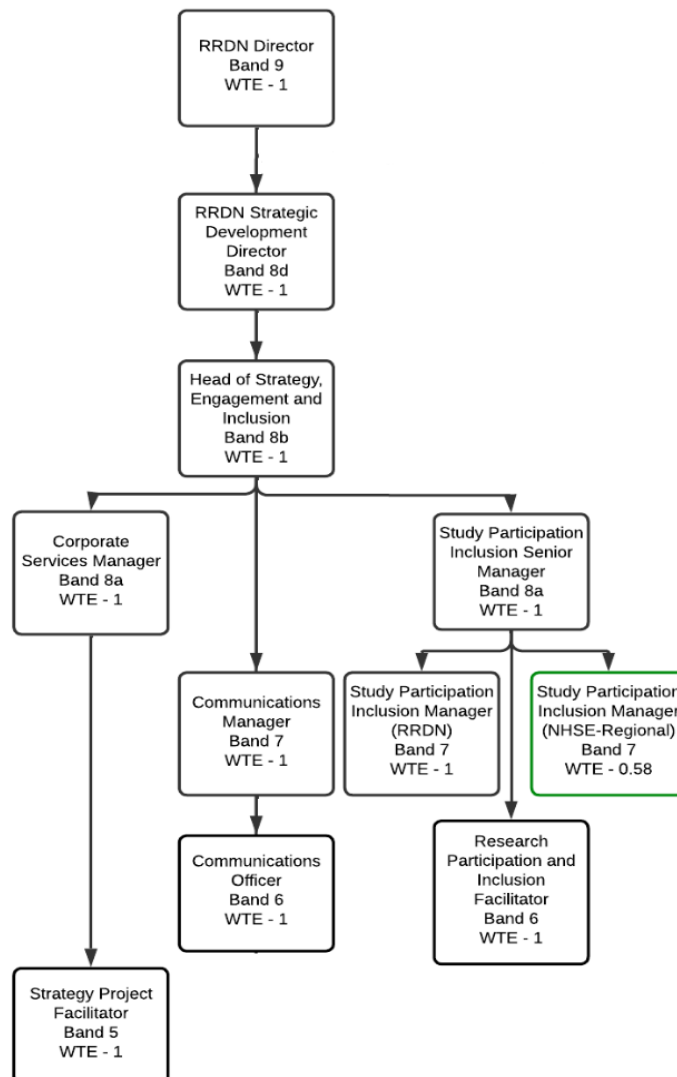 RRDN Director
Band 9
WTE - 1
RRDN Strategic
Development
Director
Band 8d
WTE - 1
Head of Strategy,
Engagement and
Inclusion
Band 8b
WTE - 1
Corporate
Services Manager
Band 8a
WTE - 1
Study Participation
Inclusion Senior
Manager
Band 8a
WTE - 1
Communications
Manager
Band 7
WTE - 1
Study Participation
Inclusion Manager
(RRDN)
Band 7
WTE - 1
Study Participation
Inclusion Manager
(NHSE-Regional)
Band 7
WTE - 0.58
Communications
Officer
Band 6
WTE - 1
Research
Participation and
Inclusion
Facilitator
Band 6
WTE - 1
Strategy Project
Facilitator
Band 5
WTE - 1